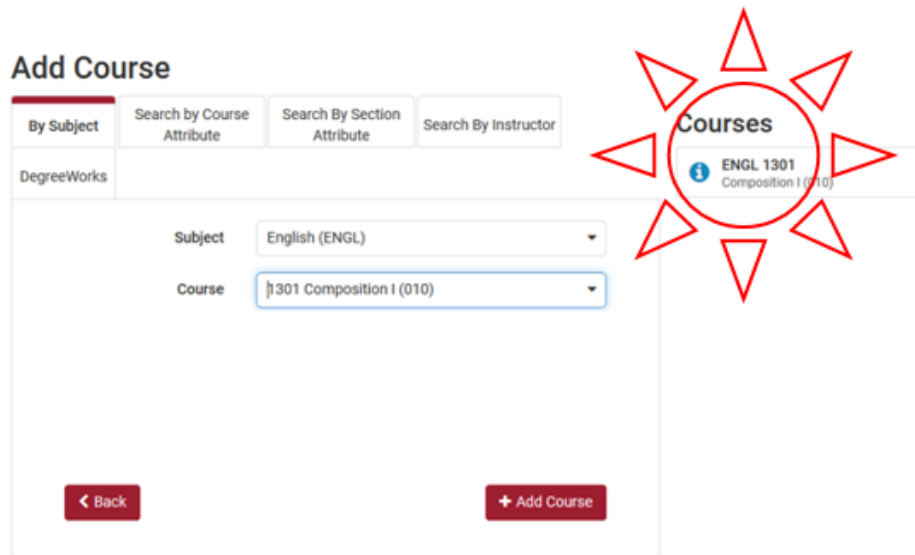 Add Course
By Subject
Search by Course
Attribute
Search By Section
Attribute
Search By Instructor
DegreeWorks
Subject
English (ENGL)
Course
1301 Composition I (010)
Back
+ Add Course
Courses
ENGL 1301
Composition I (010)